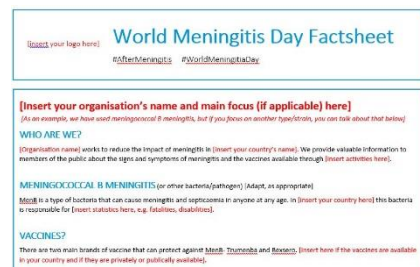 [insert your logo here]
World Meningitis Day Factsheet
#AfterMeningitis #WorldMeningitisDay
[Insert your organisation's name and main focus (if applicable) here]
[As an example, we have used meningococcal B meningitis, but if you focus on another type/strain, you can talk about that below]
WHO ARE WE?
[Organisation name] works to reduce the impact of meningitis in [insert your country's name]. We provide valuable information to
members of the public about the signs and symptoms of meningitis and the vaccines available through [insert activities here].
MENINGOCOCCAL B MENINGITIS (or other bacteria/pathogen) [Adapt, as appropriate]
MenB is a type of bacteria that can cause meningitis and septicaemia in anyone at any age. In [insert your country here] this bacteria
is responsible for [insert statistics here, e.g. fatalities, disabilities].
VACCINES?
There are two main brands of vaccine that can protect against MenB- Trumenba and Bexsero. [Insert here if the vaccines are available
in your country and if they are privately or publically available].